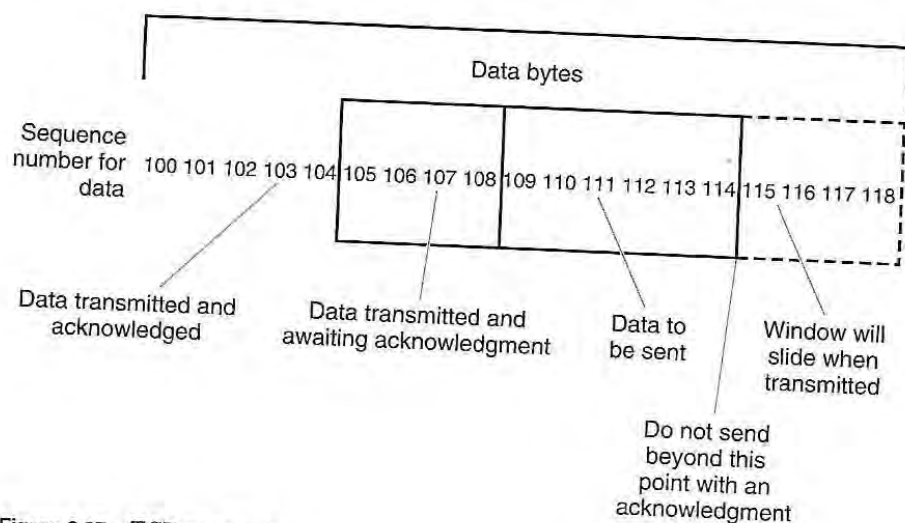 Data bytes
Sequence
number for
data
100 101 102 103 104 105 106 107 108 109 110 111 112 113 114 115 116 117 118
Data transmitted and
acknowledged
Data transmitted and
awaiting acknowledgment
Data to
be sent
Window will
slide when
transmitted
Do not send
beyond this
point with an
acknowledgment